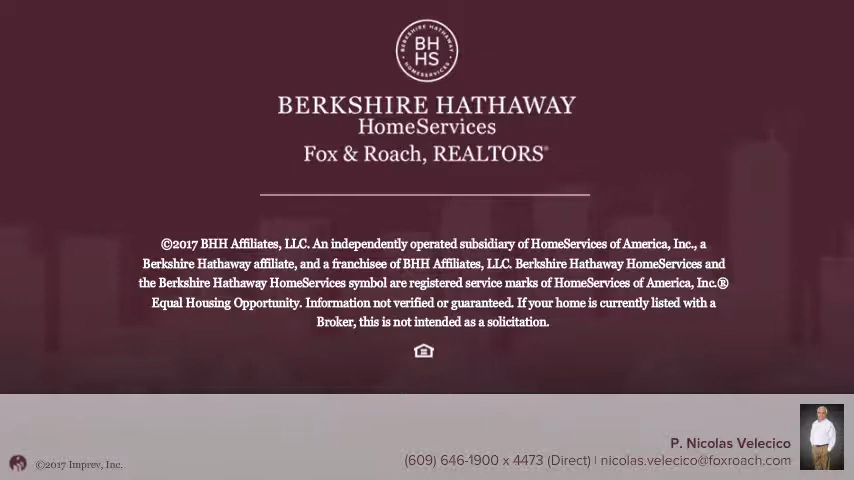 BERKSHIRE HATHAWAY
BH
HS
HOMESERVICES
BERKSHIRE HATHAWAY
HomeServices
Fox & Roach, REALTORS®
©2017 BHH Affiliates, LLC. An independently operated subsidiary of HomeServices of America, Inc., a
Berkshire Hathaway affiliate, and a franchisee of BHH Affiliates, LLC. Berkshire Hathaway HomeServices and
the Berkshire Hathaway HomeServices symbol are registered service marks of HomeServices of America, Inc.®
Equal Housing Opportunity. Information not verified or guaranteed. If your home is currently listed with a
Broker, this is not intended as a solicitation.
P. Nicolas Velecico
(609) 646-1900 x 4473 (Direct) | nicolas.velecico@foxroach.com
©2017 Imprev, Inc.